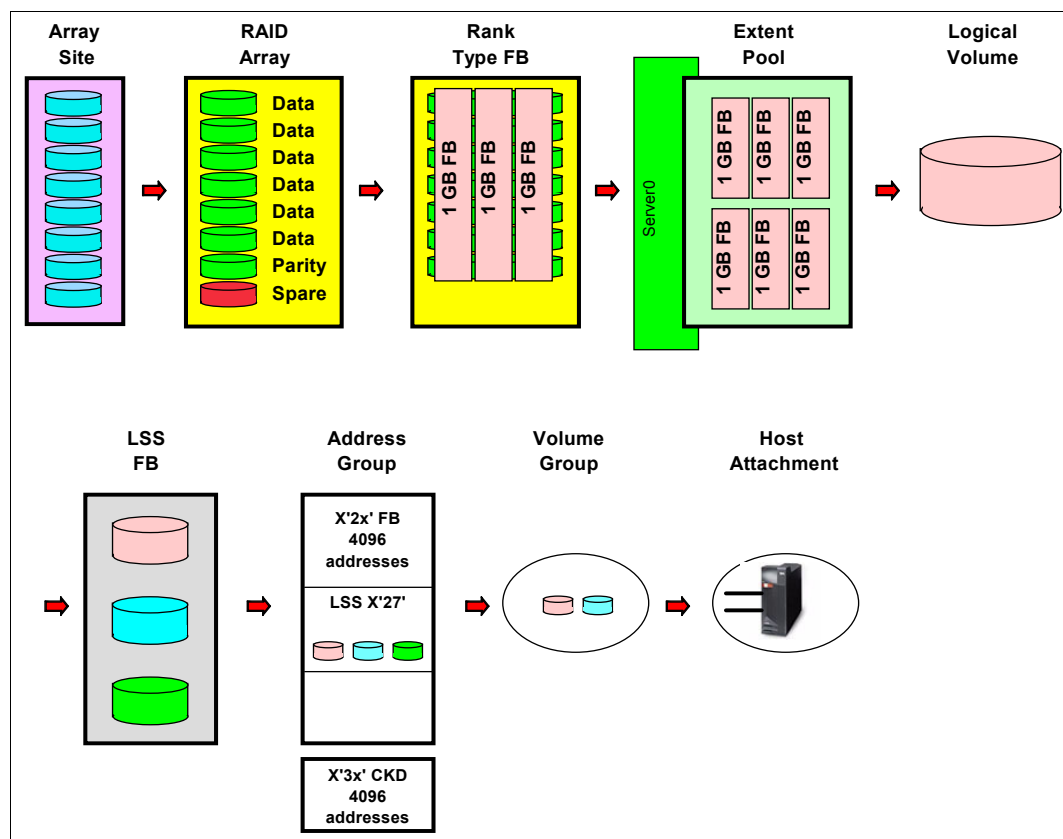 Array
Site
RAID
Array
Rank
Type FB
Extent
Pool
Logical
Volume
Data
Data
Data
Data
Data
Data
Parity
Spare
1 GB FB
1 GB FB
1 GB FB
Server0
1 GB FB
1 GB FB
1 GB FB
1 GB FB
1 GB FB
1 GB FB
LSS
FB
Address
Group
Volume
Group
Host
Attachment
X'2x' FB
4096
addresses
LSS X'27'
X'3x' CKD
4096
addresses